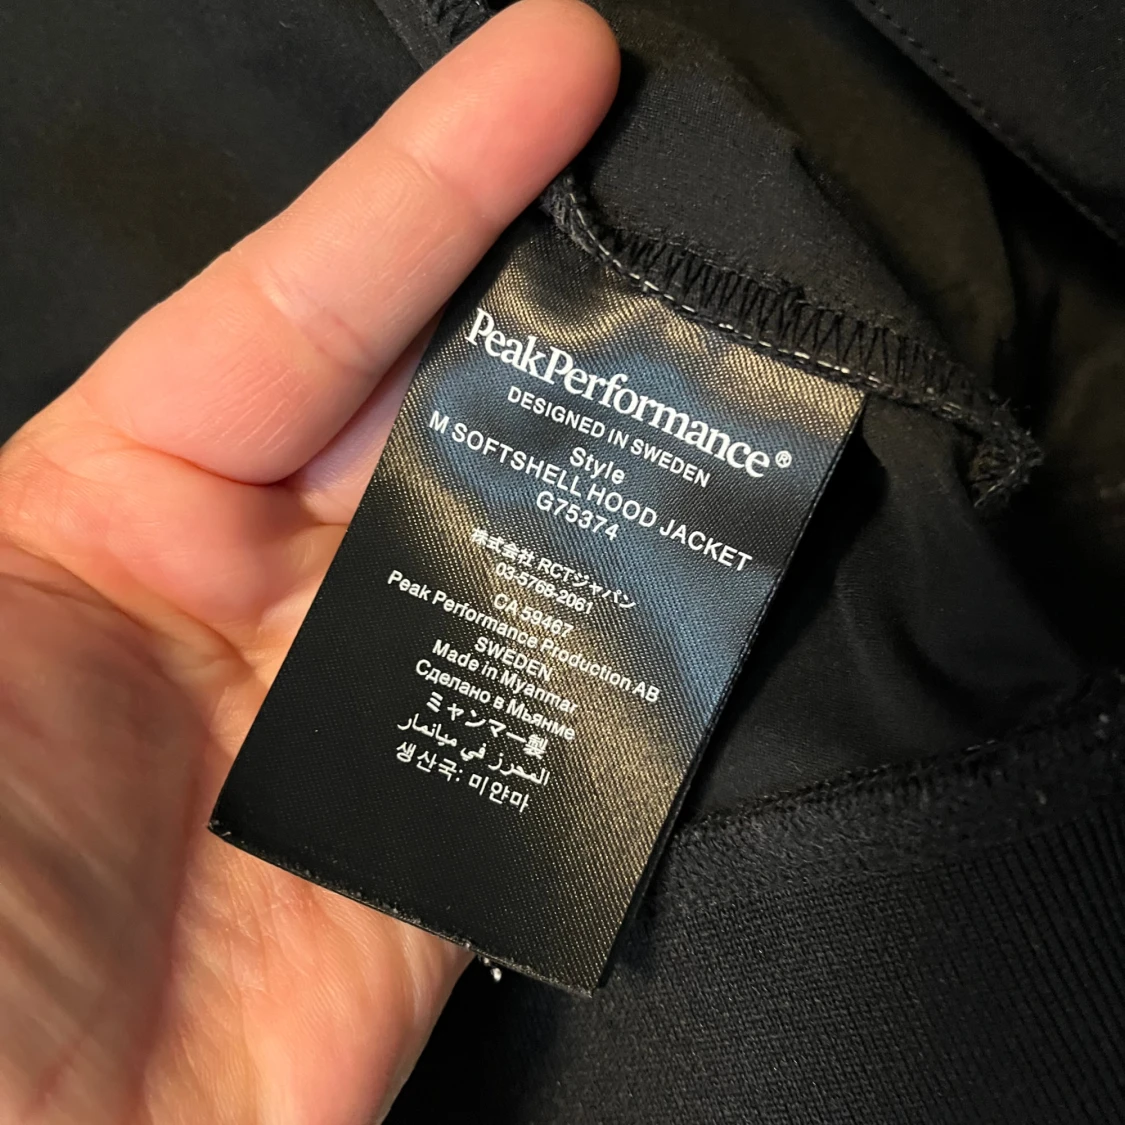 PeakPerformance®
DESIGNED IN SWEDEN
Style
M SOFTSHELL HOOD JACKET
G75374
株式会社 RCTジャパン
03-5768-2061
CA 59467
Peak Performance Production AB
SWEDEN
Made in Myanmar
Сделано в Мьянме
ミャンマー製
المحرز في ميانمار
생산국: 미얀마